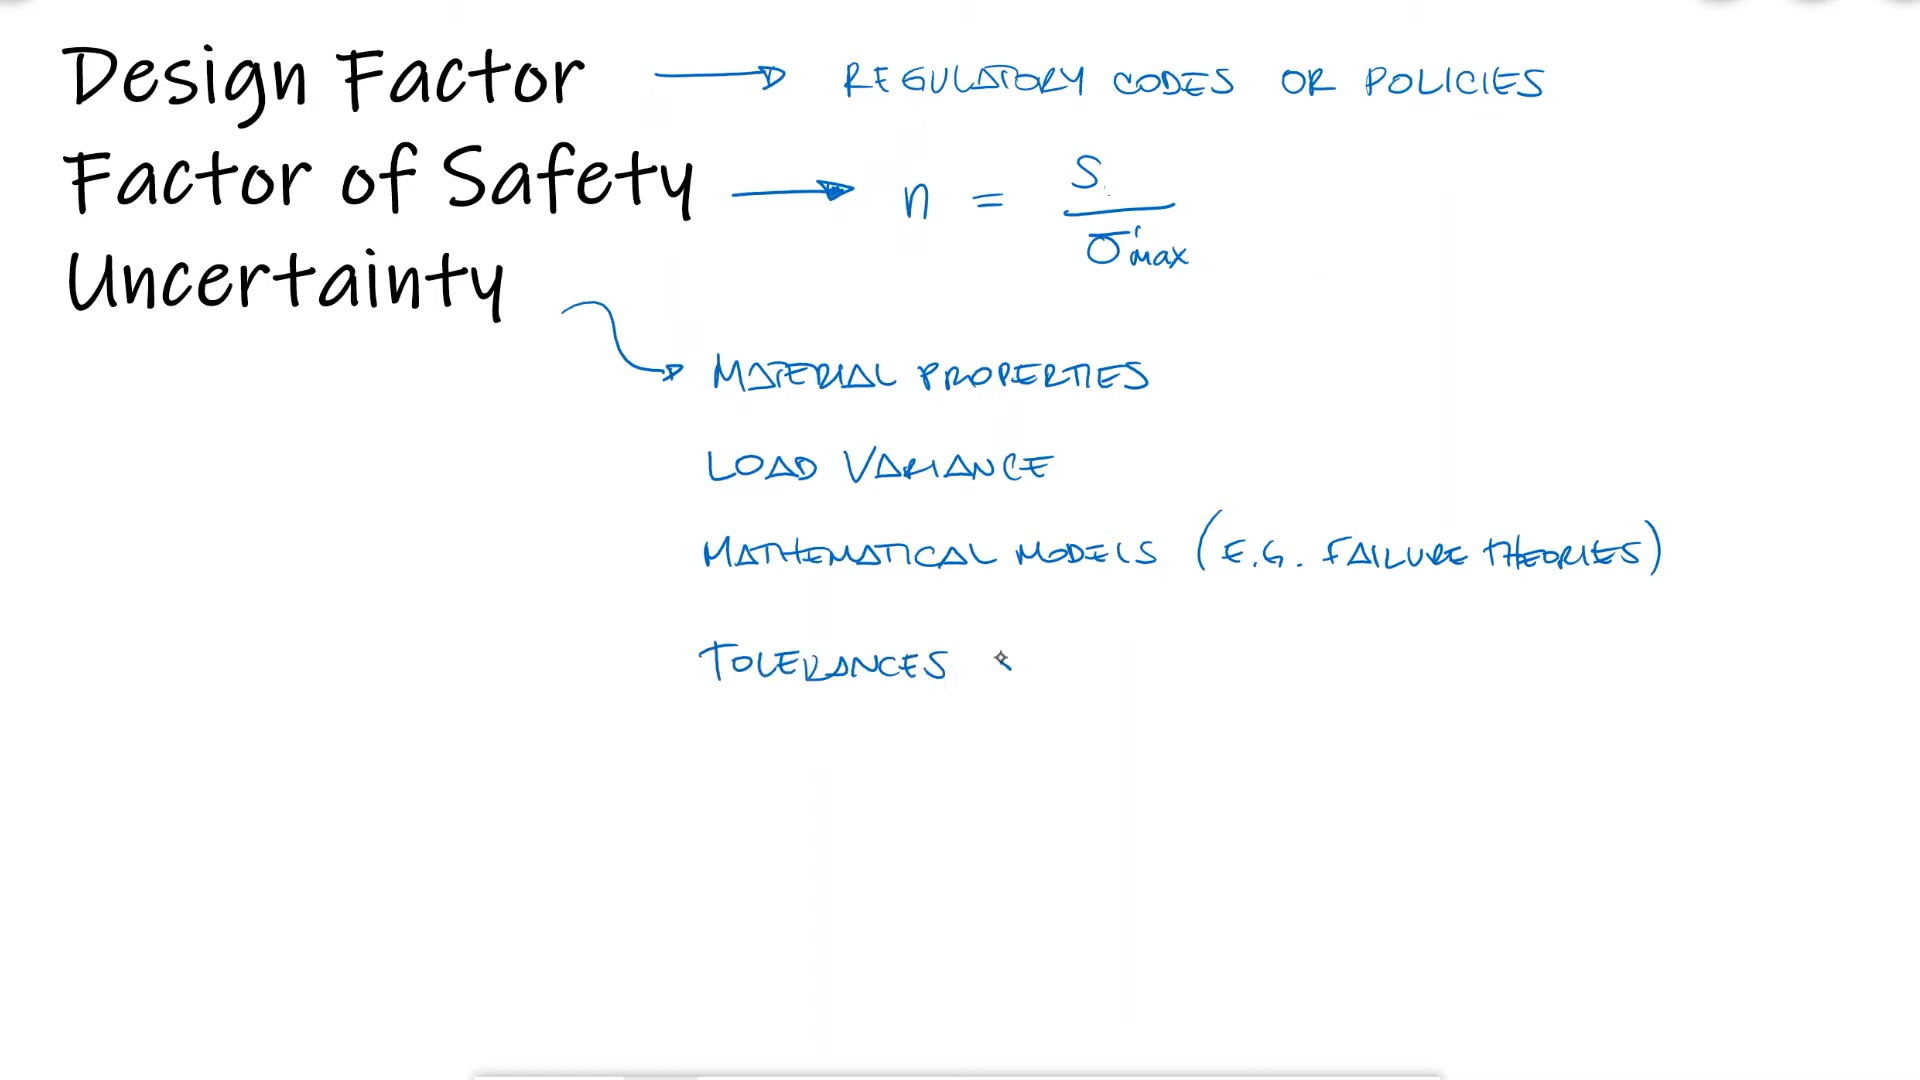 Design Factor → REGULATORY CODES OR POLICIES
Factor of Safety → n = S / σ'max
Uncertainty
MATERIAL PROPERTIES
LOAD VARIANCE
MATHEMATICAL MODELS (E.G. FAILURE THEORIES)
TOLERANCES